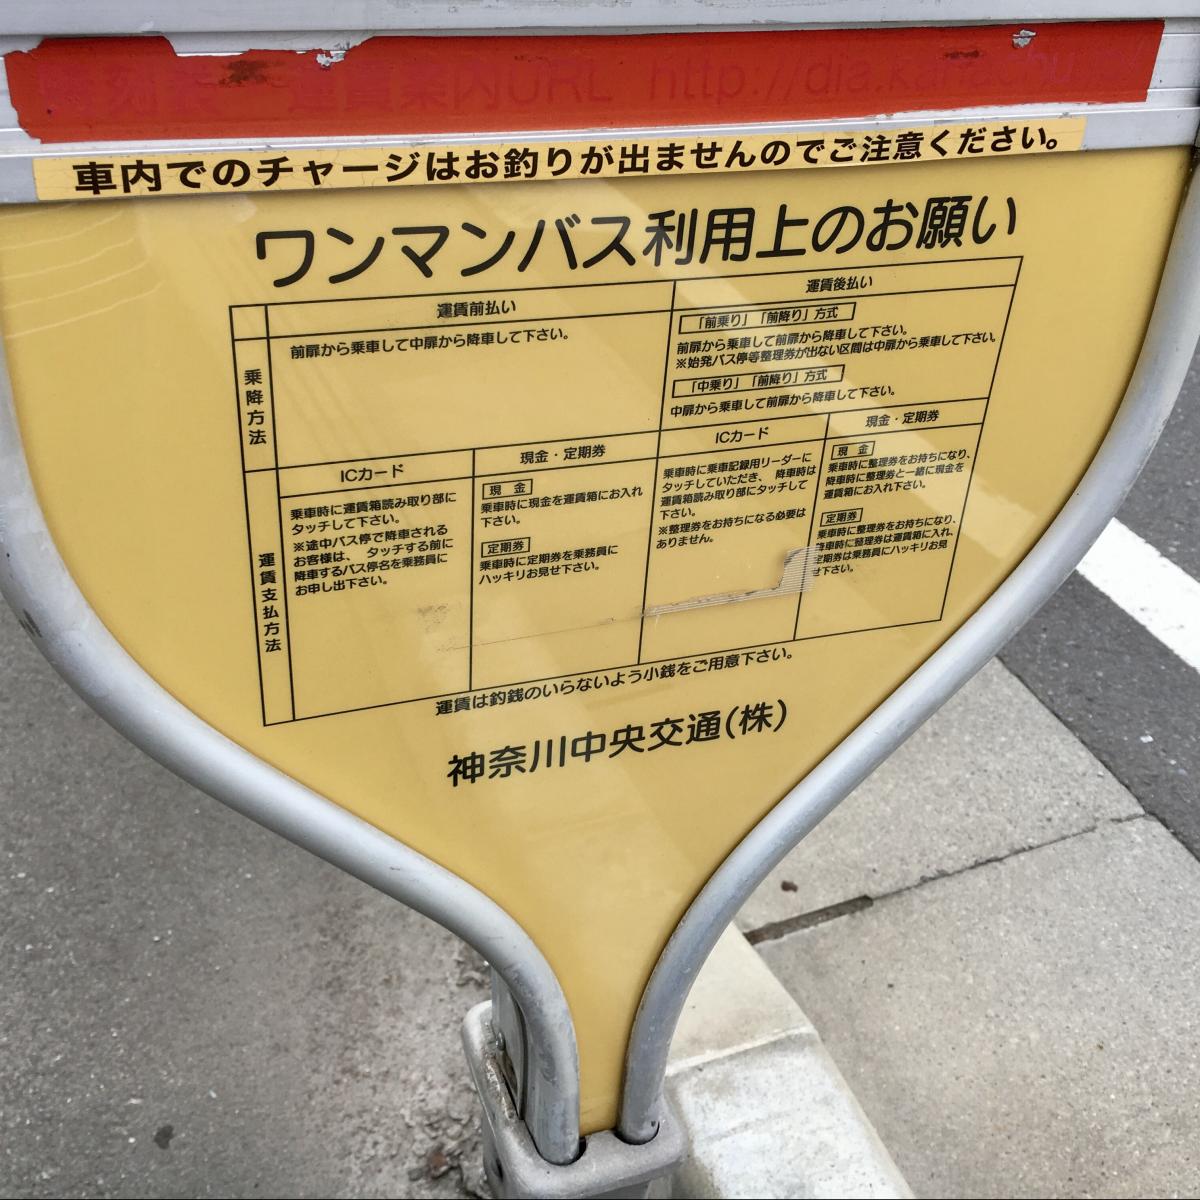 時刻表 運賃案内URL http://dia.kanachu.
車内でのチャージはお釣りが出ませんのでご注意ください。
ワンマンバス利用上のお願い
運賃前払い
運賃後払い
乗降方法
前扉から乗車して中扉から降車して下さい。
「前乗り」「前降り」方式
前扉から乗車して前扉から降車して下さい。
※始発バス停等整理券が出ない区間は中扉から乗車して下さい。
「中乗り」「前降り」方式
中扉から乗車して前扉から降車して下さい。
運賃支払方法
ICカード
乗車時に運賃箱読み取り部に
タッチして下さい。
※途中バス停で降車される
お客様は、タッチする前に
降車するバス停名を乗務員に
お申し出下さい。
現金・定期券
現 金
乗車時に現金を運賃箱にお入れ
下さい。
定期券
乗車時に定期券を乗務員に
ハッキリお見せ下さい。
ICカード
乗車時に乗車記録用リーダーに
タッチしていただき、降車時は
運賃箱読み取り部にタッチして
下さい。
※整理券をお持ちになる必要は
ありません。
現金・定期券
現 金
乗車時に整理券をお持ちになり、
降車時に整理券と一緒に現金を
運賃箱にお入れ下さい。
定期券
乗車時に整理券をお持ちになり、
降車時に整理券は運賃箱に入れ、
定期券は乗務員にハッキリお見
せ下さい。
運賃は釣銭のいらないよう小銭をご用意下さい。
神奈川中央交通(株)